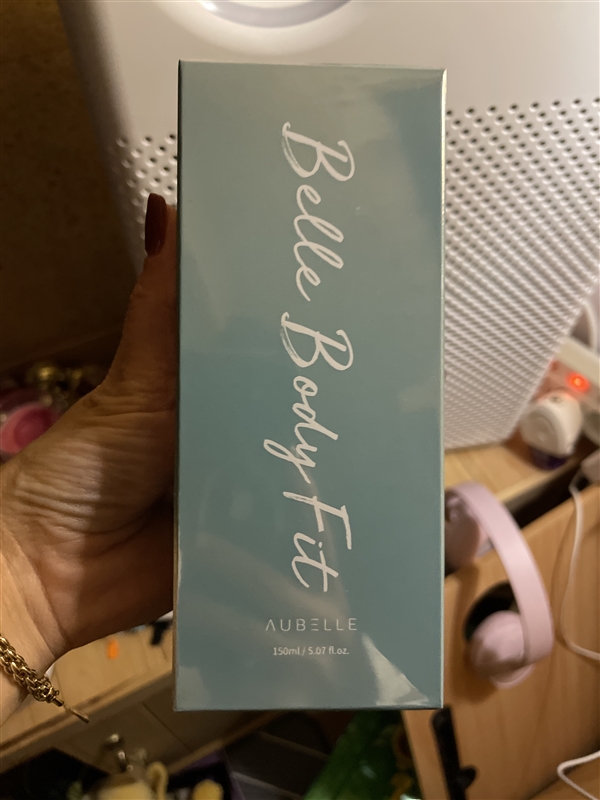 Belle Body Fit
AUBELLE
150ml / 5.07 fl.oz.